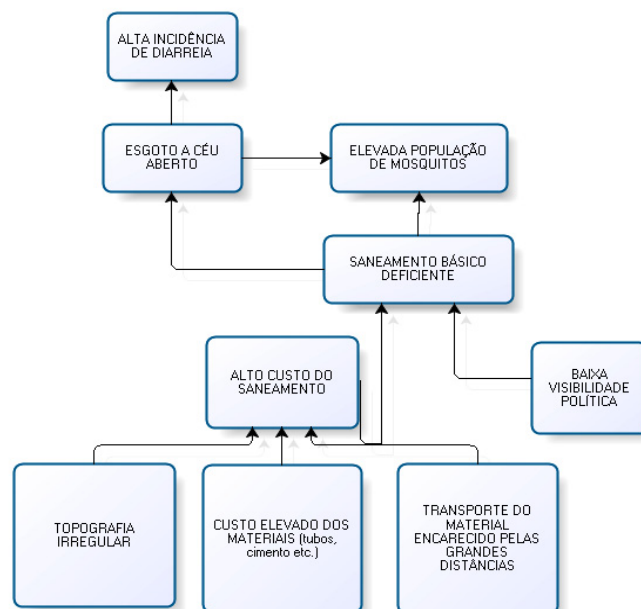 ALTA INCIDÊNCIA
DE DIARREIA
ESGOTO A CÉU
ABERTO
ELEVADA POPULAÇÃO
DE MOSQUITOS
SANEAMENTO BÁSICO
DEFICIENTE
ALTO CUSTO DO
SANEAMENTO
BAIXA
VISIBILIDADE
POLÍTICA
TOPOGRAFIA
IRREGULAR
CUSTO ELEVADO DOS
MATERIAIS (tubos,
cimento etc.)
TRANSPORTE DO
MATERIAL
ENCARECIDO PELAS
GRANDES
DISTÂNCIAS